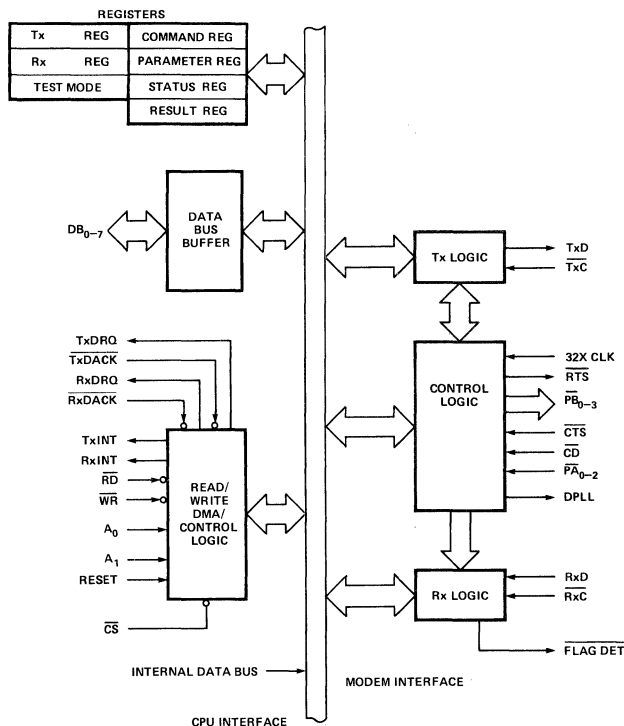 REGISTERS
Tx REG COMMAND REG
Rx REG PARAMETER REG
TEST MODE STATUS REG
RESULT REG
DB0–7
DATA
BUS
BUFFER
TxDRQ
TxDACK
RxDRQ
RxDACK
TxINT
RxINT
RD
WR
A0
A1
RESET
CS
READ/
WRITE
DMA/
CONTROL
LOGIC
INTERNAL DATA BUS
CPU INTERFACE
MODEM INTERFACE
Tx LOGIC
TxD
TxC
CONTROL
LOGIC
32X CLK
RTS
PB0–3
CTS
CD
PA0–2
DPLL
Rx LOGIC
RxD
RxC
FLAG DET